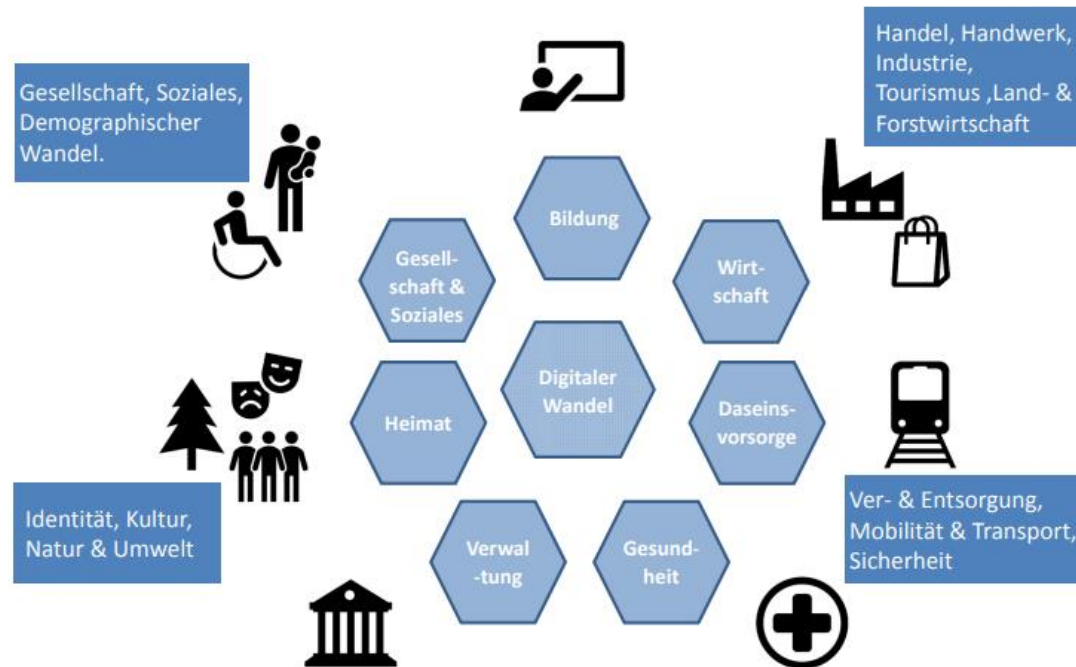 Gesellschaft, Soziales,
Demographischer
Wandel.
Handel, Handwerk,
Industrie,
Tourismus ,Land- &
Forstwirtschaft
Bildung
Gesell-
schaft &
Soziales
Wirt-
schaft
Digitaler
Wandel
Heimat
Daseins-
vorsorge
Identität, Kultur,
Natur & Umwelt
Ver- & Entsorgung,
Mobilität & Transport,
Sicherheit
Verwal
-tung
Gesund-
heit